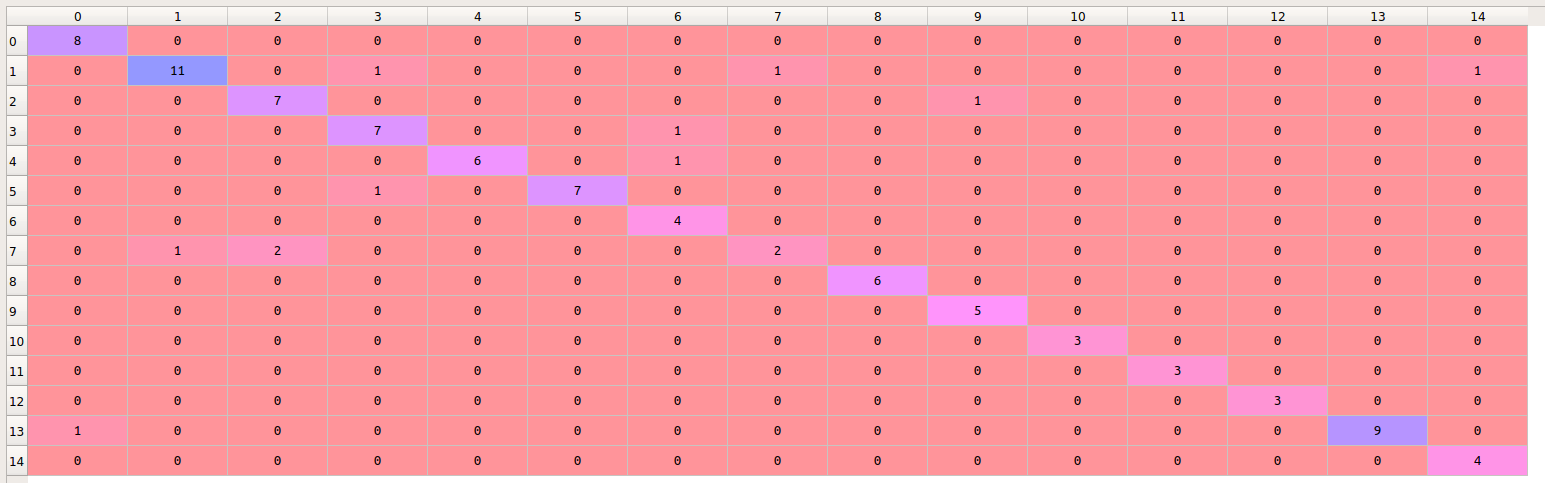 0 1 2 3 4 5 6 7 8 9 10 11 12 13 14
0 8 0 0 0 0 0 0 0 0 0 0 0 0 0 0
1 0 11 0 1 0 0 0 1 0 0 0 0 0 0 1
2 0 0 7 0 0 0 0 0 0 1 0 0 0 0 0
3 0 0 0 7 0 0 1 0 0 0 0 0 0 0 0
4 0 0 0 0 6 0 1 0 0 0 0 0 0 0 0
5 0 0 0 1 0 7 0 0 0 0 0 0 0 0 0
6 0 0 0 0 0 0 4 0 0 0 0 0 0 0 0
7 0 1 2 0 0 0 0 2 0 0 0 0 0 0 0
8 0 0 0 0 0 0 0 0 6 0 0 0 0 0 0
9 0 0 0 0 0 0 0 0 0 5 0 0 0 0 0
10 0 0 0 0 0 0 0 0 0 0 3 0 0 0 0
11 0 0 0 0 0 0 0 0 0 0 0 3 0 0 0
12 0 0 0 0 0 0 0 0 0 0 0 0 3 0 0
13 1 0 0 0 0 0 0 0 0 0 0 0 0 9 0
14 0 0 0 0 0 0 0 0 0 0 0 0 0 0 4